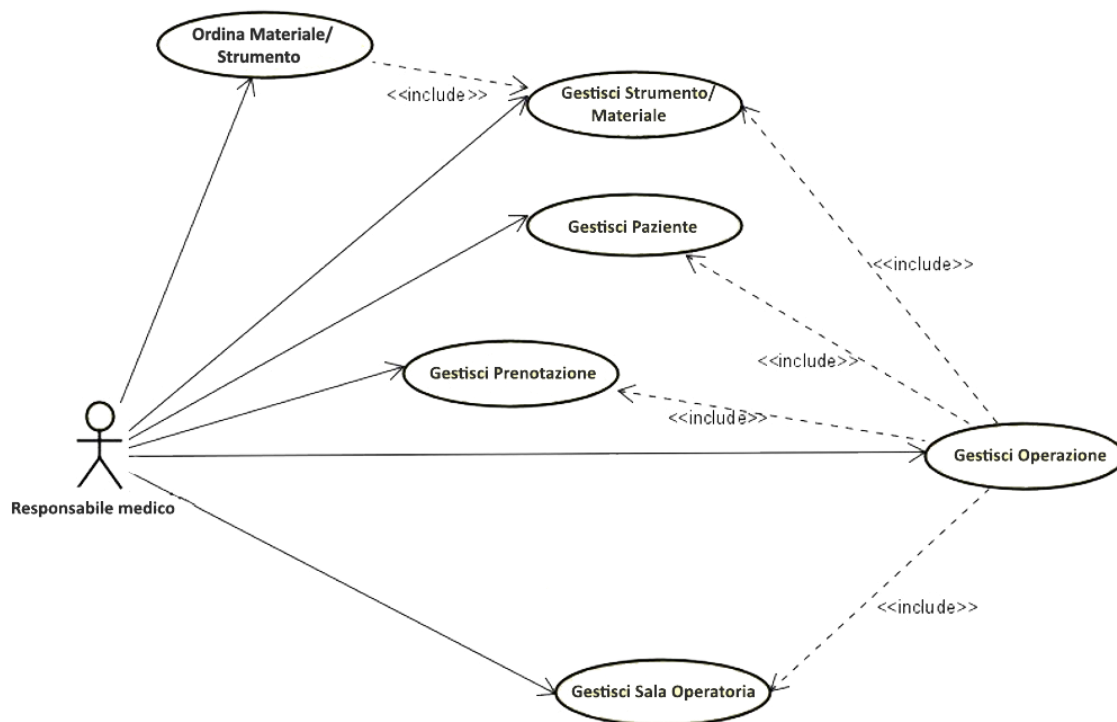 Ordina Materiale/
Strumento
<<include>>
Gestisci Strumento/
Materiale
Gestisci Paziente
<<include>>
<<include>>
Gestisci Prenotazione
<<include>>
Gestisci Operazione
Responsabile medico
<<include>>
Gestisci Sala Operatoria